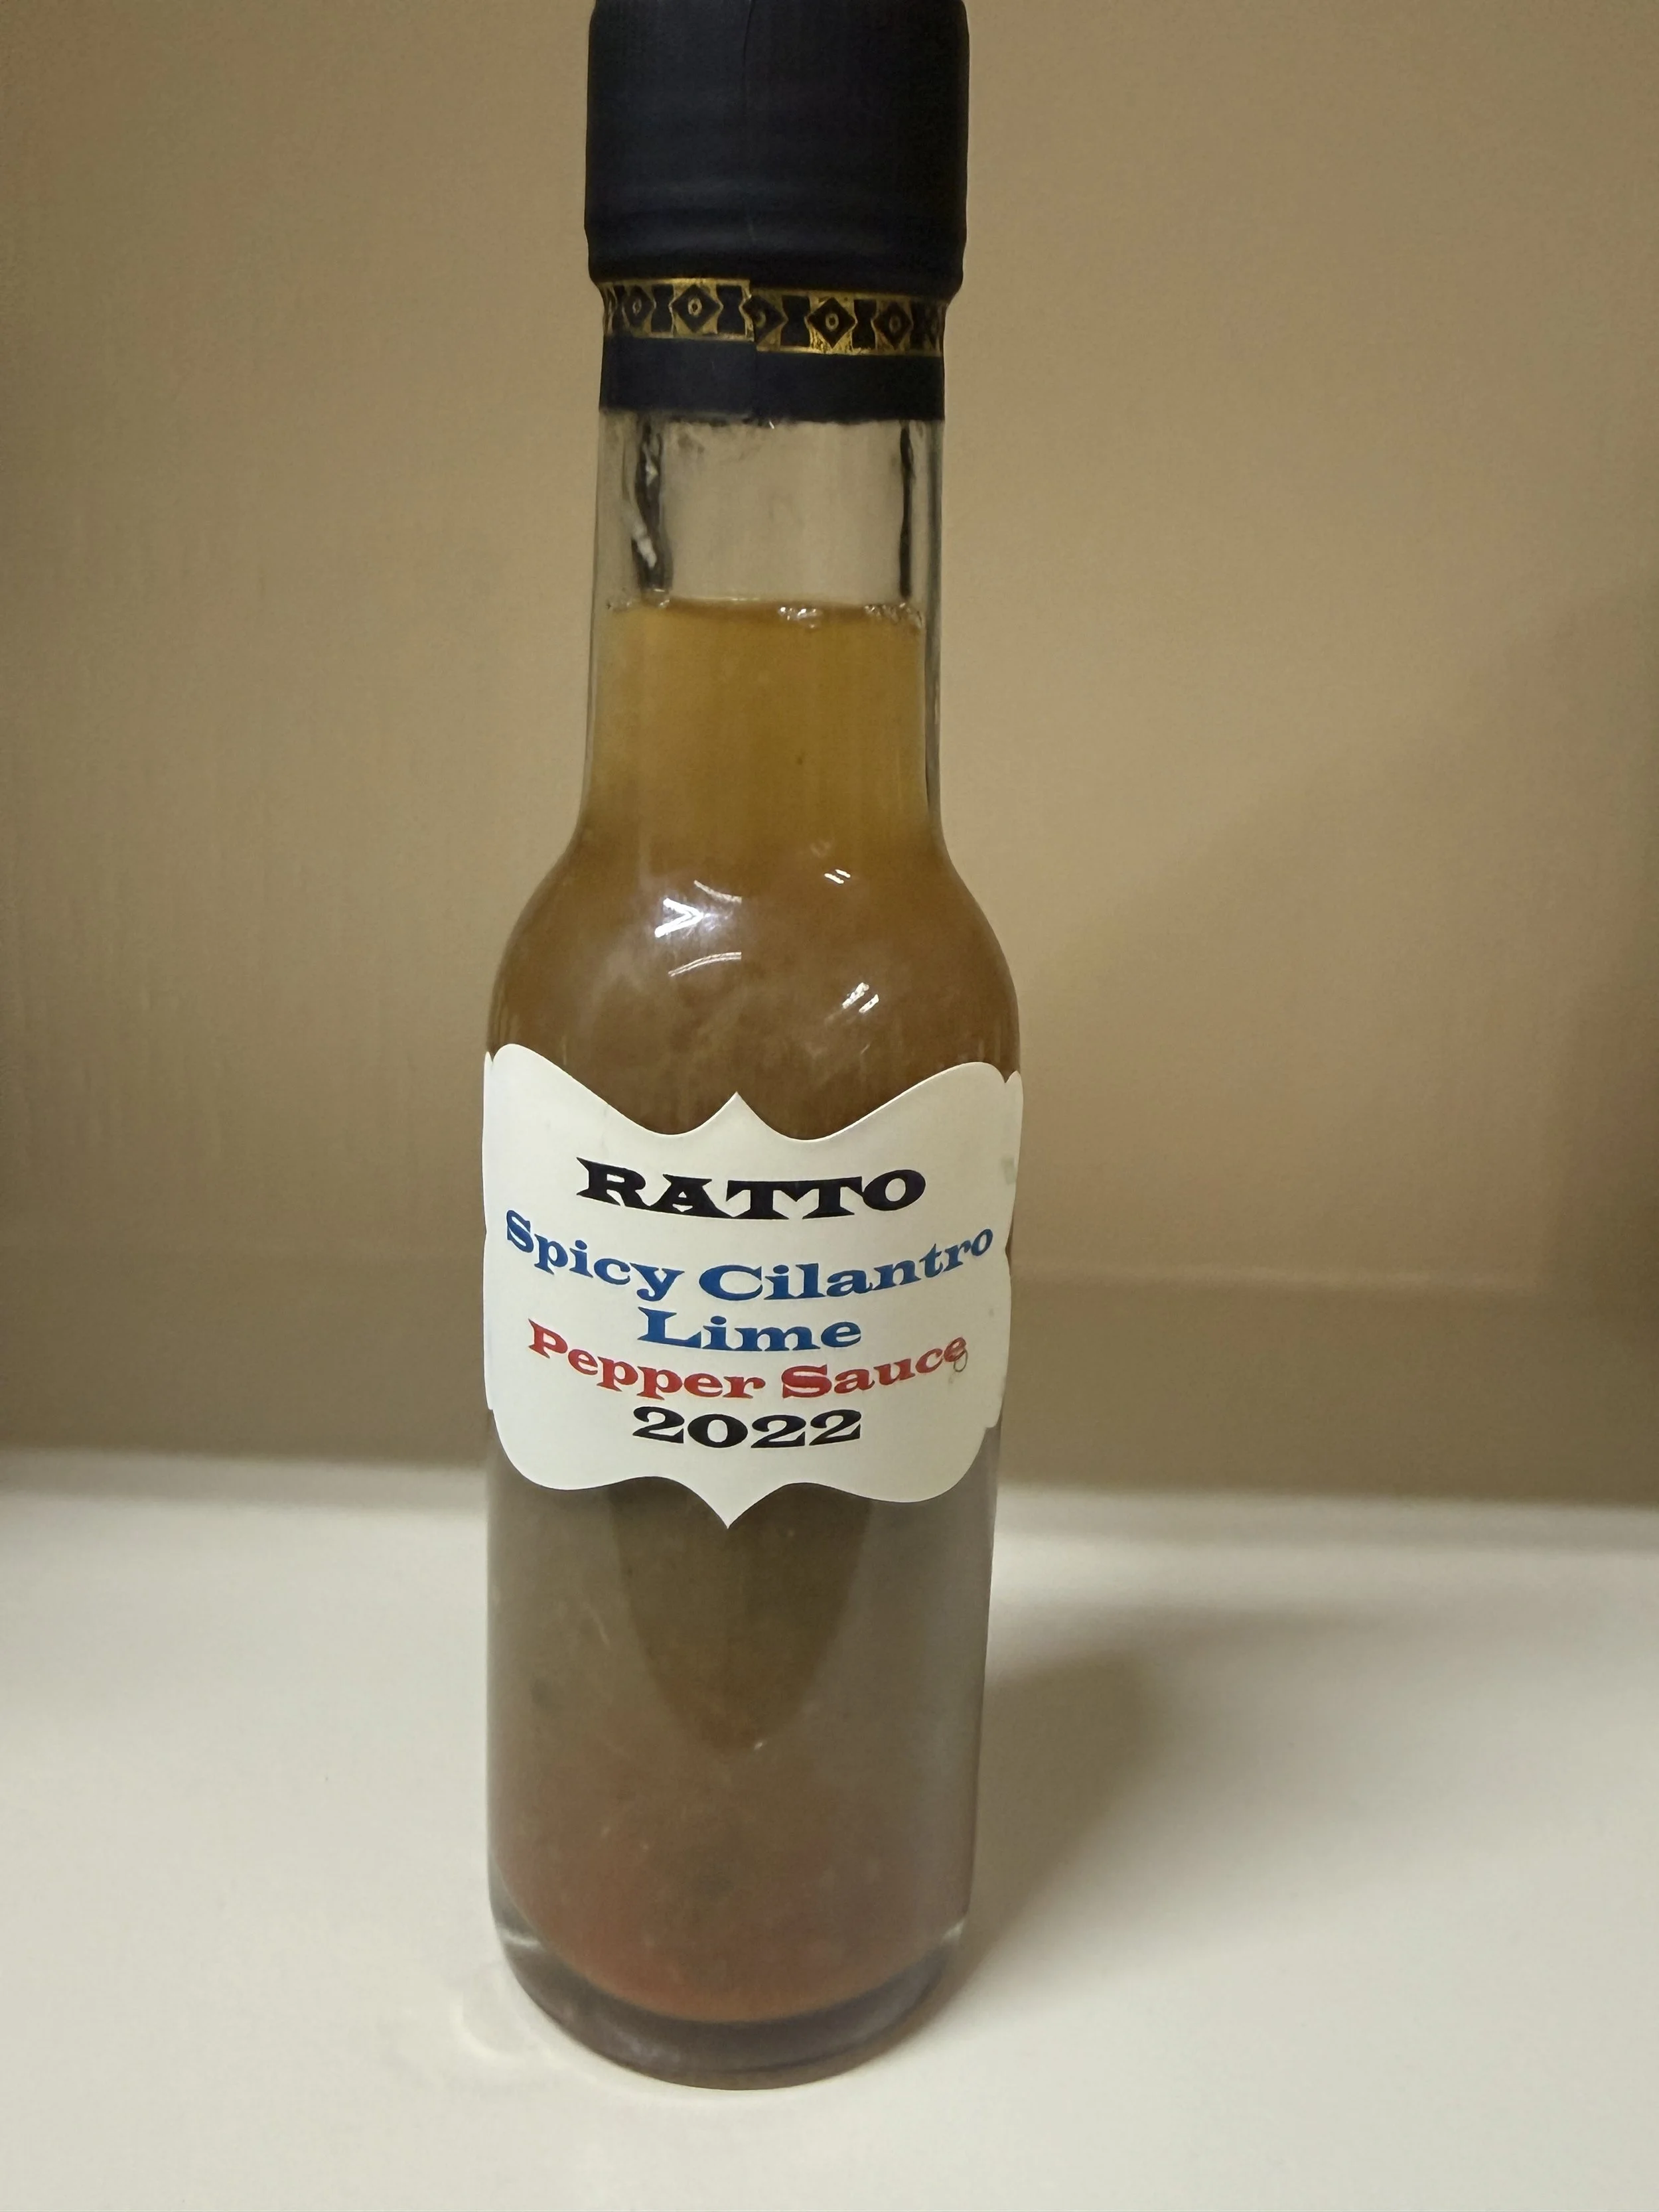 RATTO
Spicy Cilantro
Lime
Pepper Sauce
2022